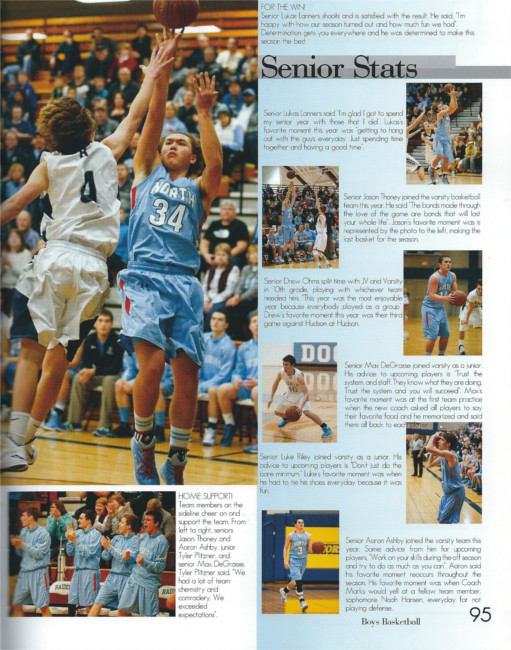 FOR THE WIN!
Senior Lukas Lanners shoots and is satisfied with the result. He said, "I'm
happy with how our season turned out and how much fun we had".
Determination gets you everywhere and he was determined to make this
season the best.
Senior Stats
Senior Lukas Lanners said "I'm glad I got to spend
my senior year with those that I did". Lukas's
favorite moment this year was "getting to hang
out with the guys everyday. Just spending time
together and having a good time".
Senior Jason Thoney joined the varsity basketball
team this year. He said "The bonds made through
the love of the game are bonds that will last
your whole life". Jason's favorite moment was
represented by the photo to the left, making the
last basket for the season.
Senior Drew Ohms split time with JV and Varsity
in 10th grade, playing with whichever team
needed him. "This year was the most enjoyable
year because everybody played as a group."
Drew's favorite moment this year was their third
game against Hudson at Hudson.
Senior Max DeGrasse joined varsity as a junior.
His advice to upcoming players is "Trust the
system, and staff. They know what they are doing.
Trust the system and you will succeed". Max's
favorite moment was at the first team practice
when the new coach asked all players to say
their favorite food and he memorized and said
them all back to each
Senior Luke Riley joined varsity as a junior. His
advice to upcoming players is "Don't just do the
bare minimum." Luke's favorite moment was when
he had to tie his shoes everyday because it was
fun.
Senior Aaron Ashby joined the varsity team this
year. Some advice from him for upcoming
players, "Work on your skills during the off season
and try to do as much as you can". Aaron said
his favorite moment reoccurs throughout the
season. His favorite moment was when Coach
Marko would yell at a fellow team member,
sophomore Noah Hansen, everyday for not
playing defense.
HOME SUPPORT!
Team members on the
sideline cheer on and
support the team. From
left to right, seniors
Jason Thoney and
Aaron Ashby, junior
Tyler Plitzner, and
senior Max DeGrasse.
Tyler Plitzner said, "We
had a lot of team
chemistry and
comradery. We
exceeded
expectations".
Boys Basketball
95
NORTH
34
4
DOO